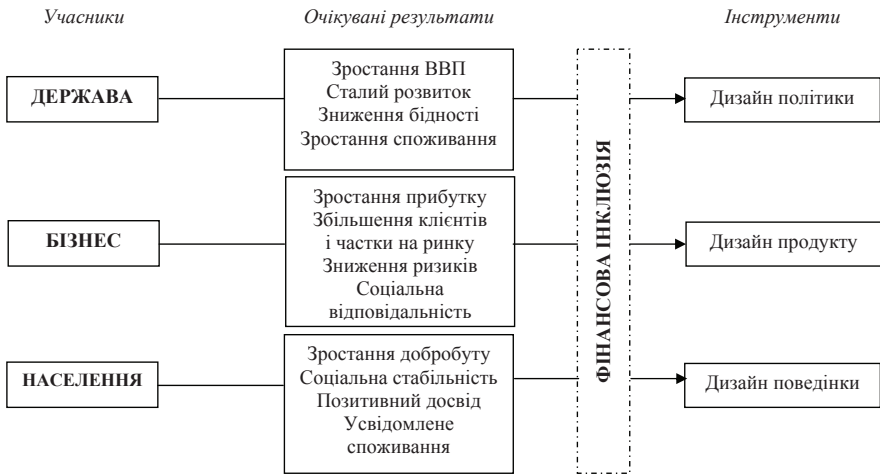 Учасники
Очікувані результати
Інструменти
ДЕРЖАВА
Зростання ВВП
Сталий розвиток
Зниження бідності
Зростання споживання
Дизайн політики
БІЗНЕС
Зростання прибутку
Збільшення клієнтів
і частки на ринку
Зниження ризиків
Соціальна
відповідальність
Дизайн продукту
НАСЕЛЕННЯ
Зростання добробуту
Соціальна стабільність
Позитивний досвід
Усвідомлене
споживання
ФІНАНСОВА ІНКЛЮЗІЯ
Дизайн поведінки